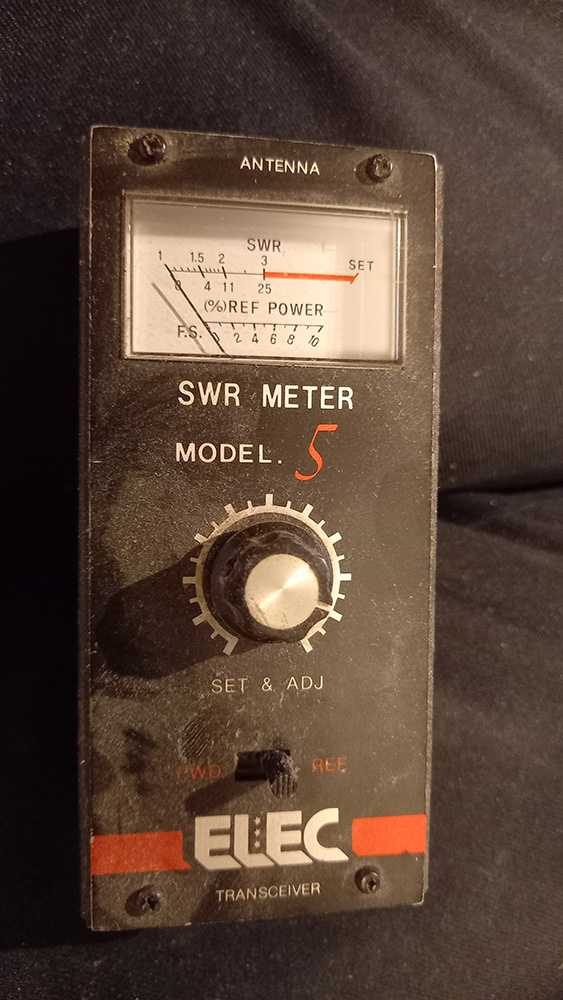 ANTENNA
SWR
1 1.5 2 3 SET
0 4 11 25
(%)REF POWER
F.S. 0 2 4 6 8 10
SWR METER
MODEL. 5
SET & ADJ
FWD REF
ELEC
TRANSCEIVER